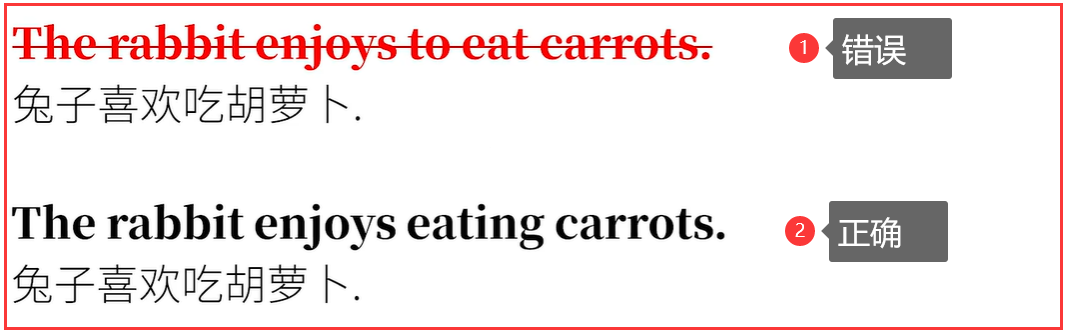 The rabbit enjoys to eat carrots. 1 错误
兔子喜欢吃胡萝卜.
The rabbit enjoys eating carrots. 2 正确
兔子喜欢吃胡萝卜.